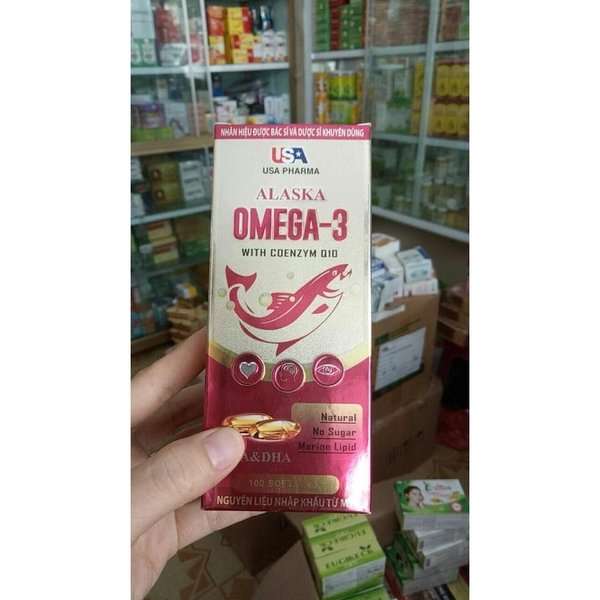 NHÃN HIỆU ĐƯỢC BÁC SĨ VÀ DƯỢC SĨ KHUYÊN DÙNG
USA
USA PHARMA
ALASKA
OMEGA-3
WITH COENZYM Q10
Natural
No Sugar
Marine Lipid
A&DHA
100
NGUYÊN LIỆU NHẬP KHẨU TỪ
EUGICA